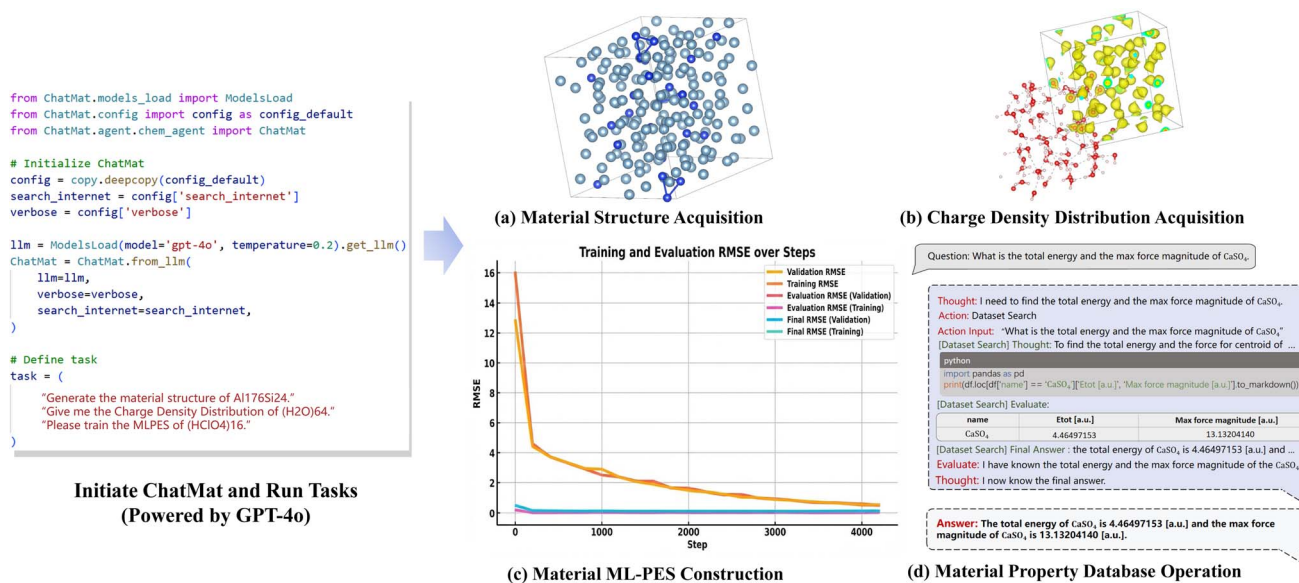 from ChatMat.models_load import ModelsLoad
from ChatMat.config import config as config_default
from ChatMat.agent.chem_agent import ChatMat
# Initialize ChatMat
config = copy.deepcopy(config_default)
search_internet = config['search_internet']
verbose = config['verbose']
llm = ModelsLoad(model='gpt-4o', temperature=0.2).get_llm()
ChatMat = ChatMat.from_llm(
llm=llm,
verbose=verbose,
search_internet=search_internet,
)
# Define task
task = (
"Generate the material structure of Al176Si24."
"Give me the Charge Density Distribution of (H2O)64."
"Please train the MLPES of (HClO4)16."
)
Initiate ChatMat and Run Tasks
(Powered by GPT-4o)
(a) Material Structure Acquisition
(b) Charge Density Distribution Acquisition
Training and Evaluation RMSE over Steps
Validation RMSE
Training RMSE
Evaluation RMSE (Validation)
Evaluation RMSE (Training)
Final RMSE (Validation)
Final RMSE (Training)
RMSE
16
14
12
10
8
6
4
2
0
0 1000 2000 3000 4000
Step
(c) Material ML-PES Construction
Question: What is the total energy and the max force magnitude of CaSO₄.
Thought: I need to find the total energy and the max force magnitude of CaSO₄.
Action: Dataset Search
Action Input: "What is the total energy and the max force magnitude of CaSO₄"
[Dataset Search] Thought: To find the total energy and the force for centroid of ...
python
import pandas as pd
print(df.loc[df['name'] == 'CaSO₄']['Etot [a.u.]', 'Max force magnitude [a.u.]'].to_markdown())
[Dataset Search] Evaluate:
name Etot [a.u.] Max force magnitude [a.u.]
CaSO₄ 4.46497153 13.13204140
[Dataset Search] Final Answer : the total energy of CaSO₄ is 4.46497153 [a.u.] and ...
Evaluate: I have known the total energy and the max force magnitude of the CaSO₄
Thought: I now know the final answer.
Answer: The total energy of CaSO₄ is 4.46497153 [a.u.] and the max force
magnitude of CaSO₄ is 13.13204140 [a.u.].
(d) Material Property Database Operation